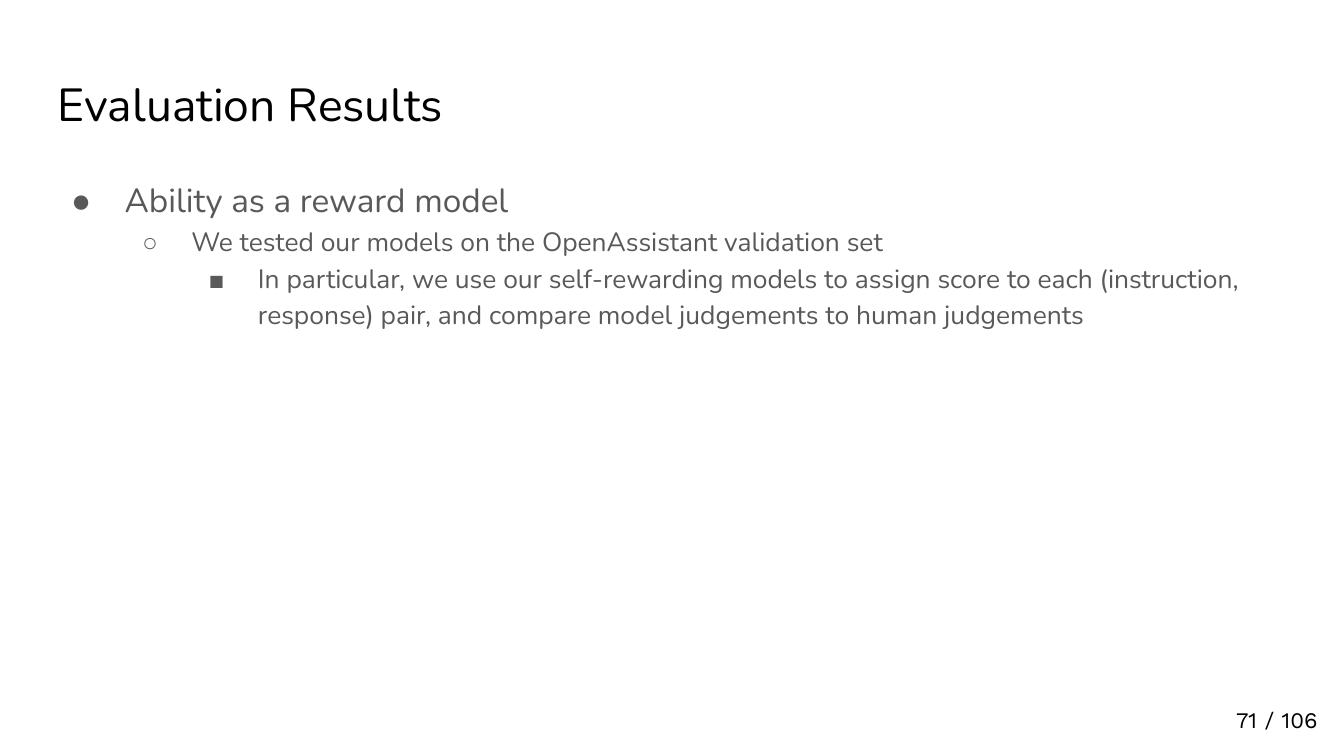 Evaluation Results
● Ability as a reward model
○ We tested our models on the OpenAssistant validation set
■ In particular, we use our self-rewarding models to assign score to each (instruction,
response) pair, and compare model judgements to human judgements
71 / 106